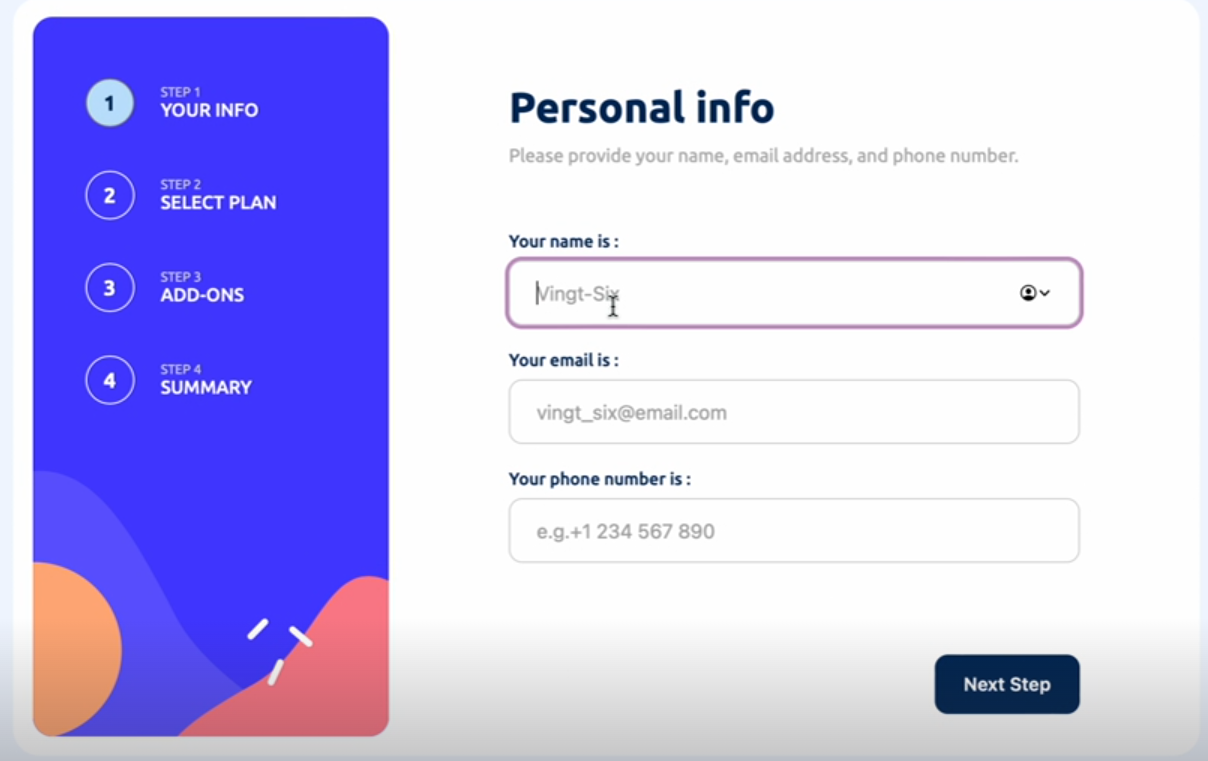 1
STEP 1
YOUR INFO
2
STEP 2
SELECT PLAN
3
STEP 3
ADD-ONS
4
STEP 4
SUMMARY
Personal info
Please provide your name, email address, and phone number.
Your name is :
Vingt-Six
Your email is :
vingt_six@email.com
Your phone number is :
e.g.+1 234 567 890
Next Step